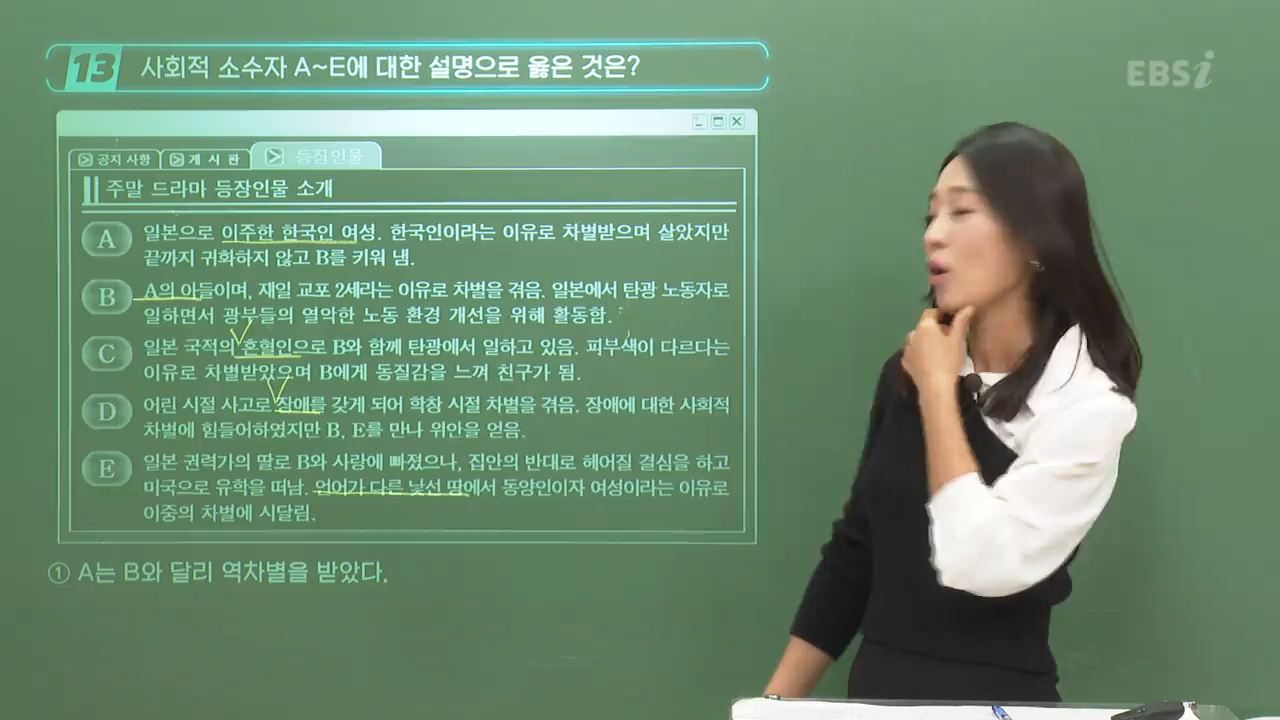 13 사회적 소수자 A~E에 대한 설명으로 옳은 것은?
EBSi
공지 사항 게 시 판 등장인물
주말 드라마 등장인물 소개
A 일본으로 이주한 한국인 여성. 한국인이라는 이유로 차별받으며 살았지만
끝까지 귀화하지 않고 B를 키워 냄.
B A의 아들이며, 재일 교포 2세라는 이유로 차별을 겪음. 일본에서 탄광 노동자로
일하면서 광부들의 열악한 노동 환경 개선을 위해 활동함.
C 일본 국적의 혼혈인으로 B와 함께 탄광에서 일하고 있음. 피부색이 다르다는
이유로 차별받았으며 B에게 동질감을 느껴 친구가 됨.
D 어린 시절 사고로 장애를 갖게 되어 학창 시절 차별을 겪음. 장애에 대한 사회적
차별에 힘들어하였지만 B, E를 만나 위안을 얻음.
E 일본 권력가의 딸로 B와 사랑에 빠졌으나, 집안의 반대로 헤어질 결심을 하고
미국으로 유학을 떠남. 언어가 다른 낯선 땅에서 동양인이자 여성이라는 이유로
이중의 차별에 시달림.
① A는 B와 달리 역차별을 받았다.